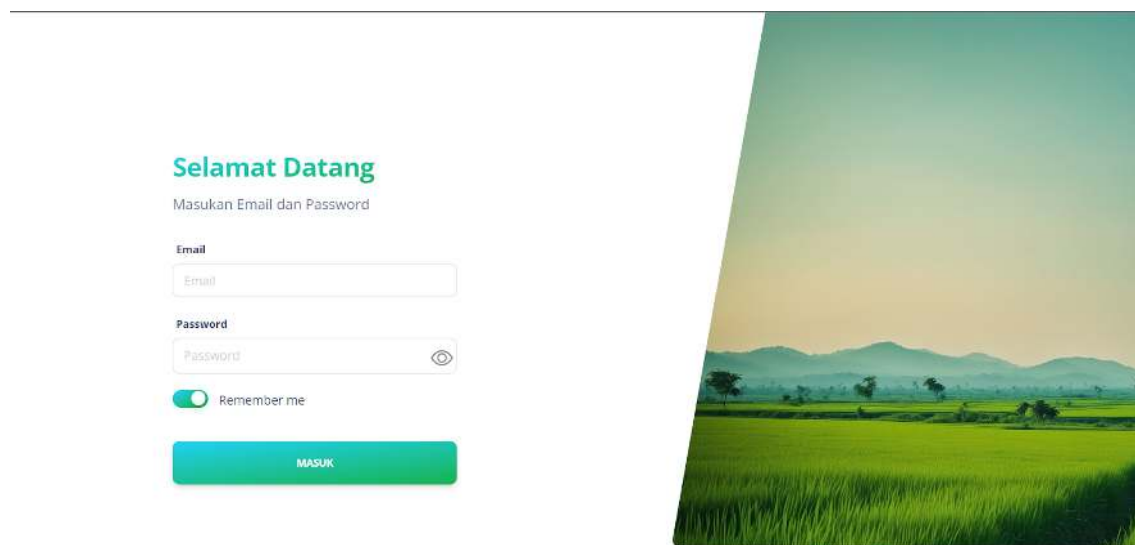 Selamat Datang
Masukan Email dan Password
Email
Email
Password
Password
Remember me
MASUK